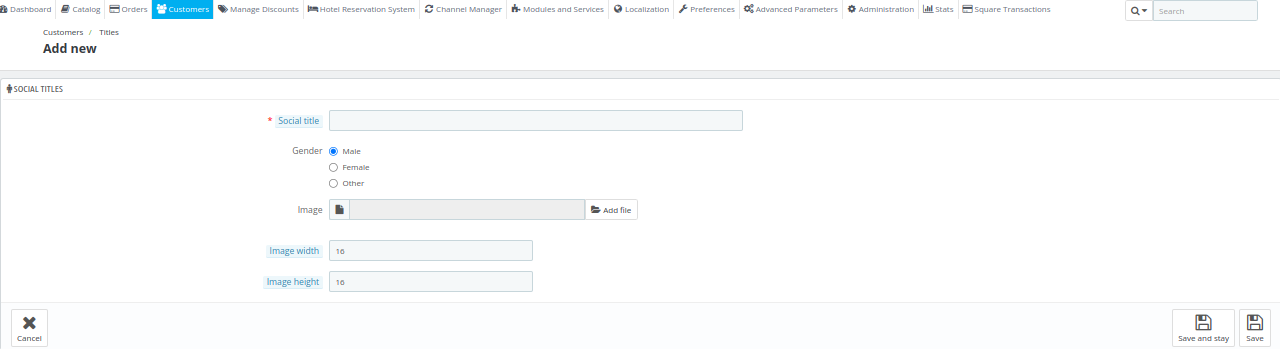 Dashboard Catalog Orders Customers Manage Discounts Hotel Reservation System Channel Manager Modules and Services Localization Preferences Advanced Parameters Administration Stats Square Transactions Search
Customers / Titles
Add new
SOCIAL TITLES
* Social title
Gender Male
Female
Other
Image Add file
Image width 16
Image height 16
Cancel Save and stay Save